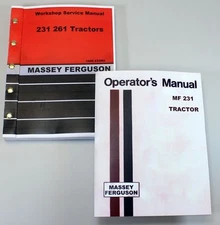 Workshop Service Manual
231 261 Tractors
MASSEY FERGUSON
Operator's Manual
MF 231
TRACTOR
MASSEY
FERGUSON